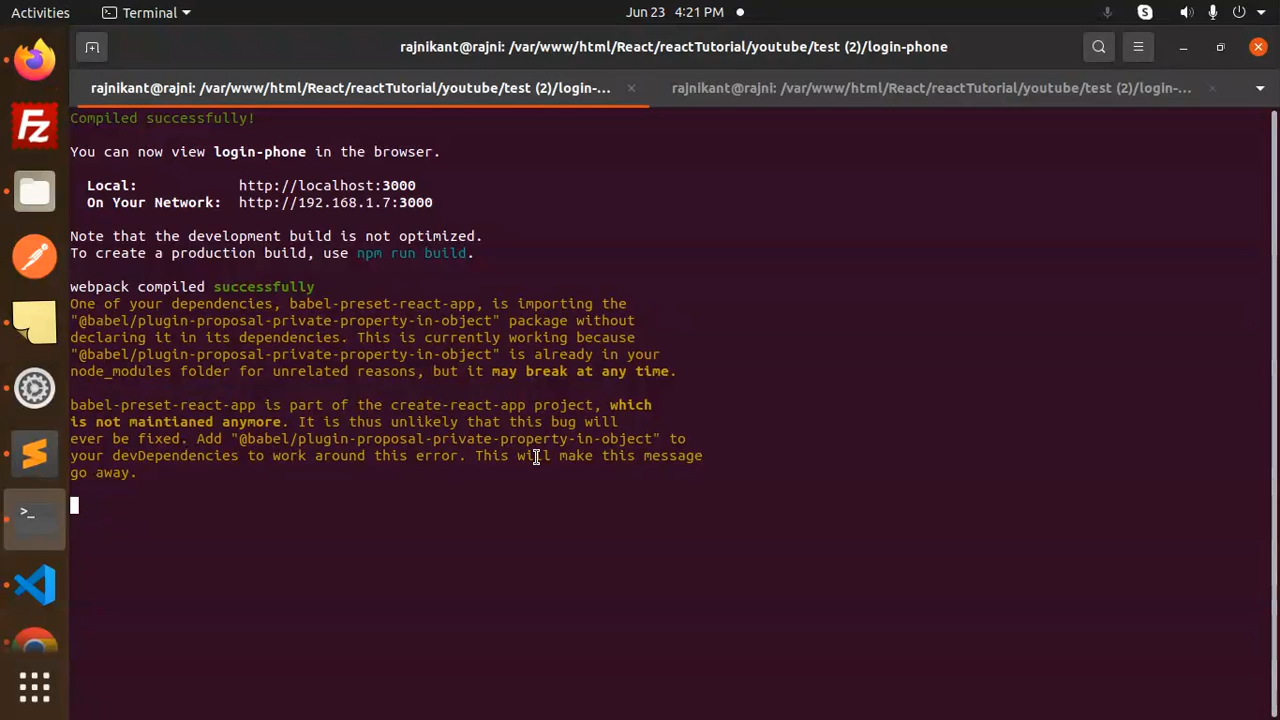 Activities Terminal Jun 23 4:21 PM
rajnikant@rajni: /var/www/html/React/reactTutorial/youtube/test (2)/login-phone
rajnikant@rajni: /var/www/html/React/reactTutorial/youtube/test (2)/login-... rajnikant@rajni: /var/www/html/React/reactTutorial/youtube/test (2)/login-...
Compiled successfully!
You can now view login-phone in the browser.
Local: http://localhost:3000
On Your Network: http://192.168.1.7:3000
Note that the development build is not optimized.
To create a production build, use npm run build.
webpack compiled successfully
One of your dependencies, babel-preset-react-app, is importing the
"@babel/plugin-proposal-private-property-in-object" package without
declaring it in its dependencies. This is currently working because
"@babel/plugin-proposal-private-property-in-object" is already in your
node_modules folder for unrelated reasons, but it may break at any time.
babel-preset-react-app is part of the create-react-app project, which
is not maintianed anymore. It is thus unlikely that this bug will
ever be fixed. Add "@babel/plugin-proposal-private-property-in-object" to
your devDependencies to work around this error. This will make this message
go away.